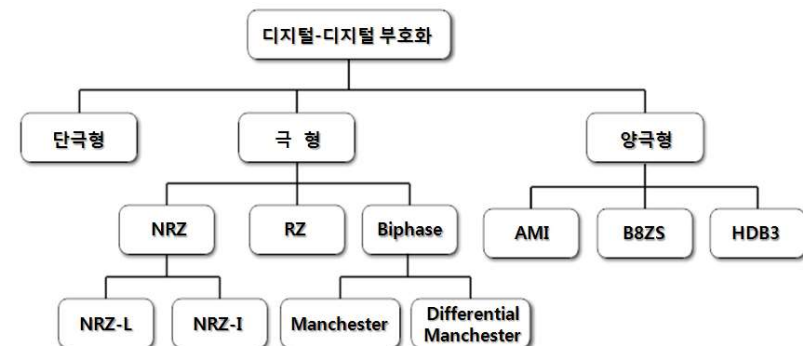 디지털-디지털 부호화
단극형
극 형
양극형
NRZ
RZ
Biphase
AMI
B8ZS
HDB3
NRZ-L
NRZ-I
Manchester
Differential
Manchester